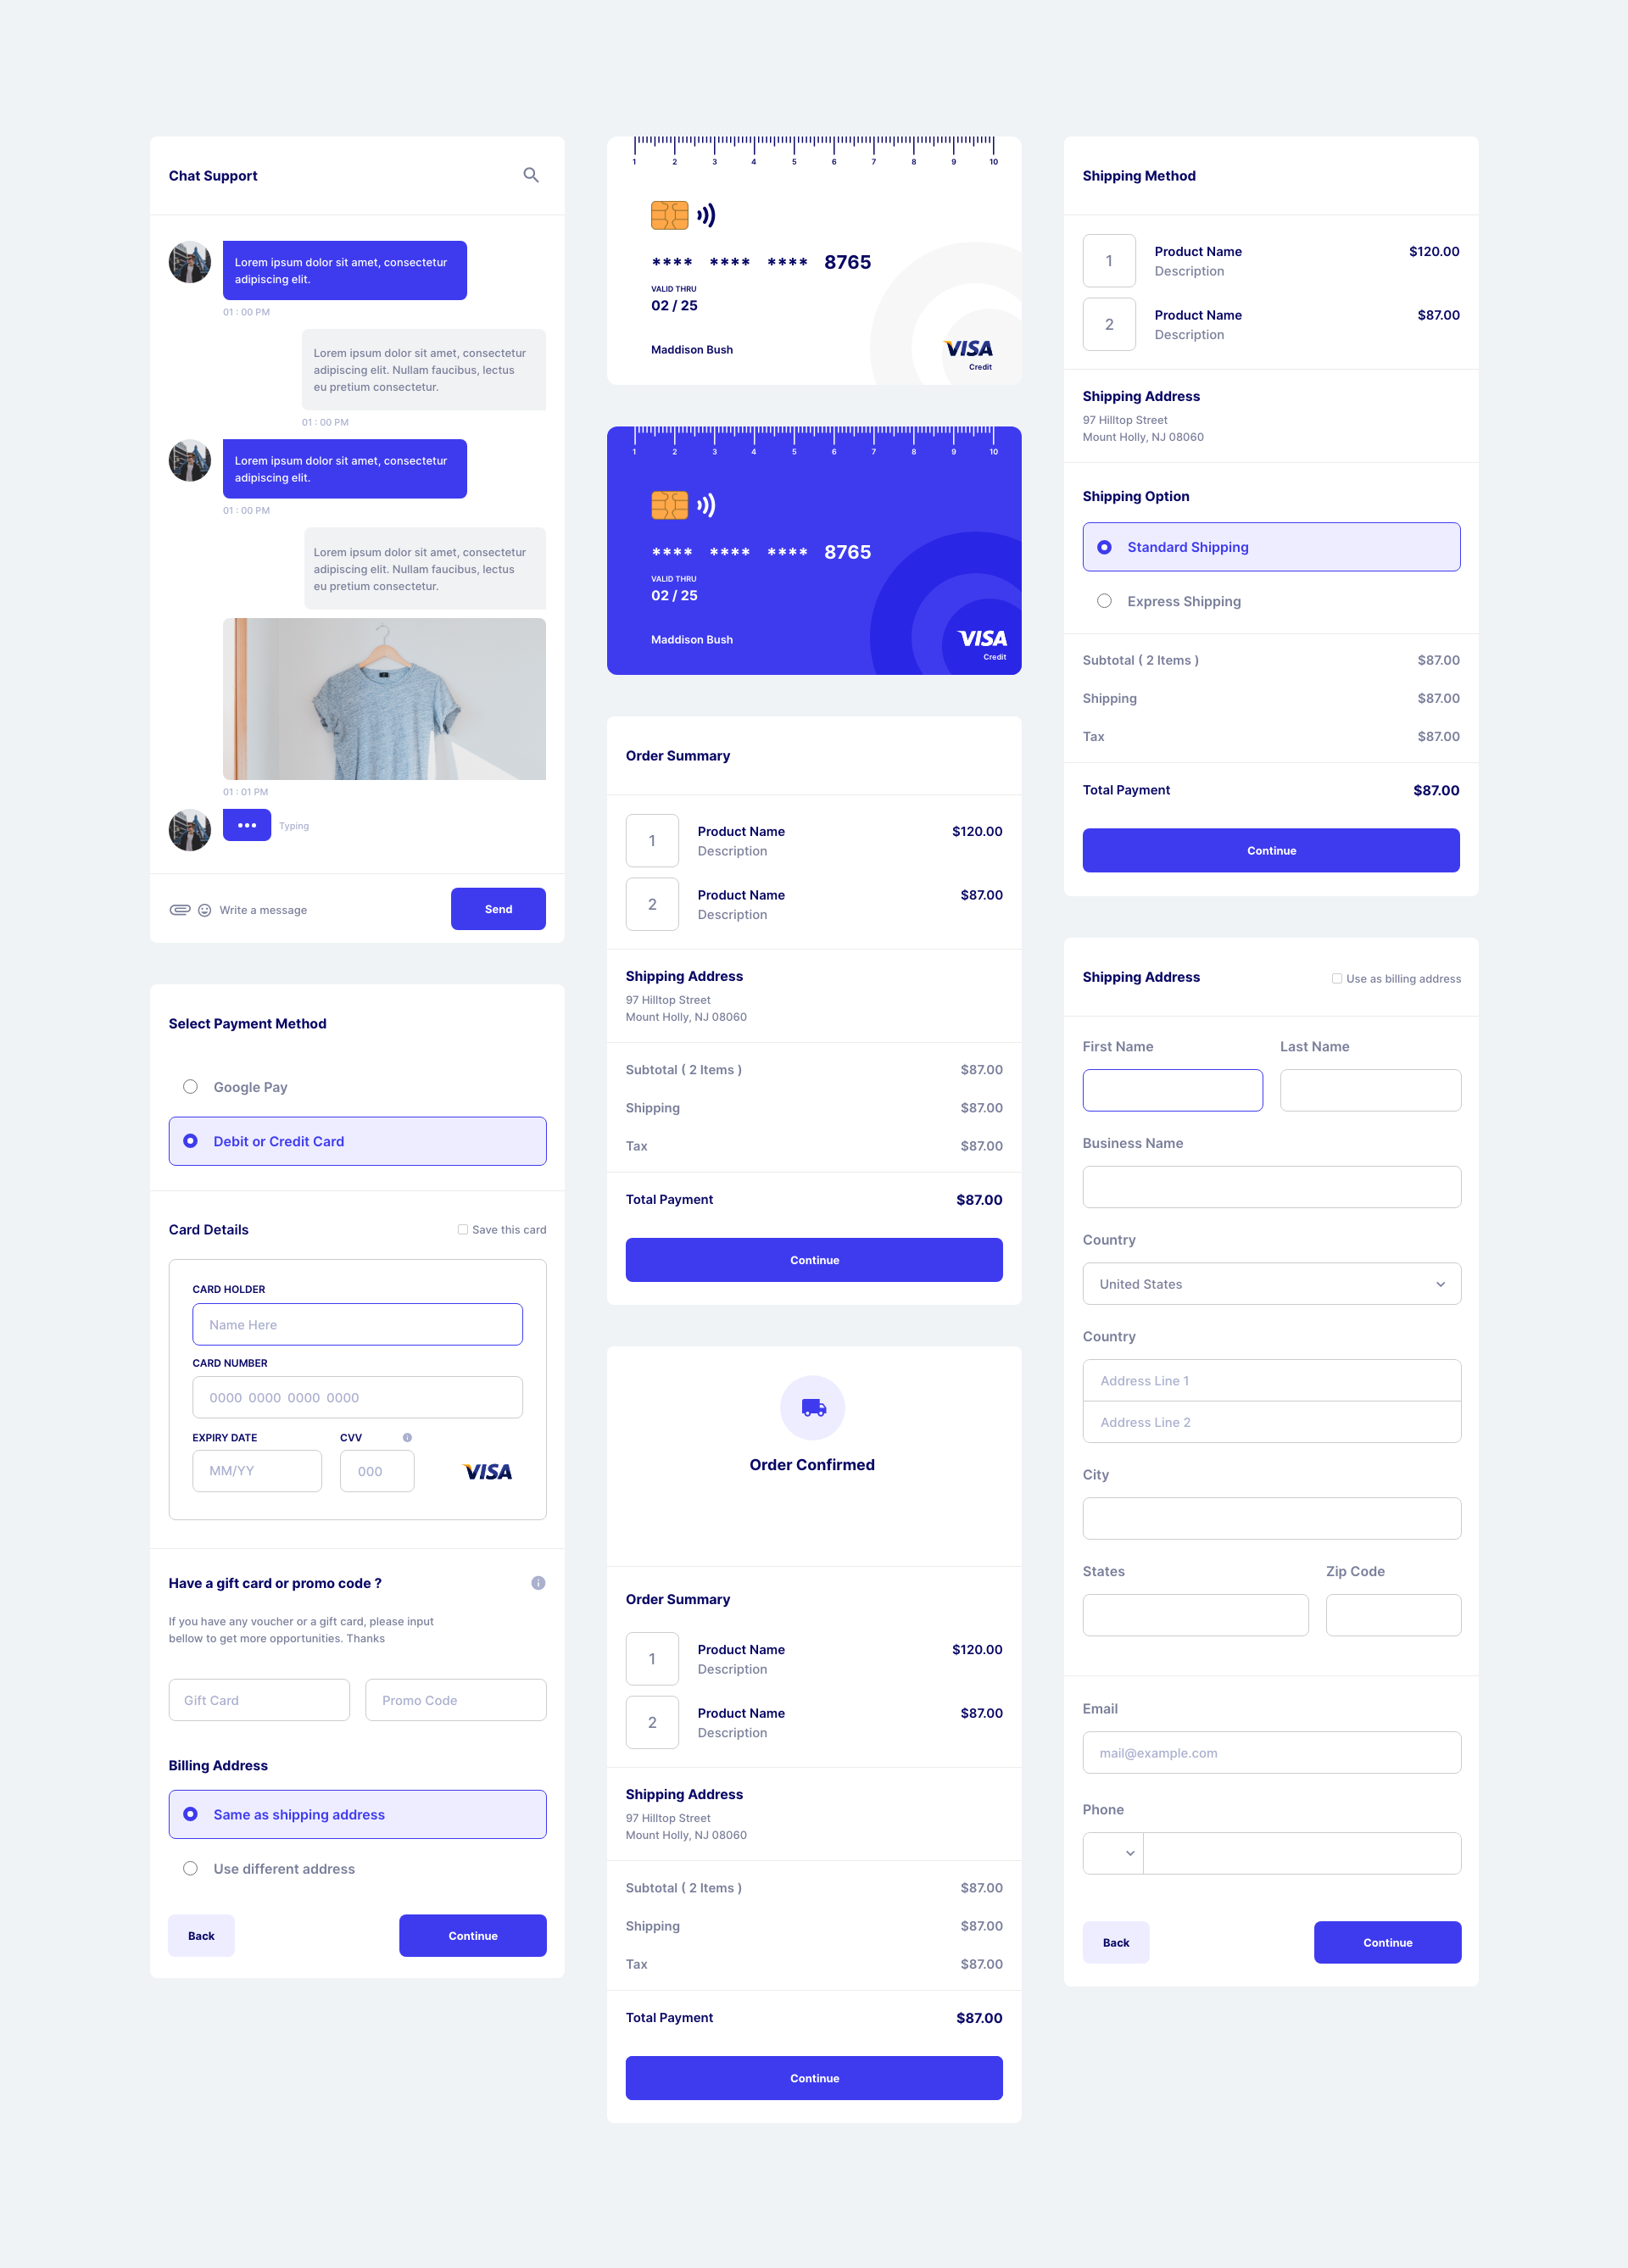 Chat Support
Lorem ipsum dolor sit amet, consectetur
adipiscing elit.
01 : 00 PM
Lorem ipsum dolor sit amet, consectetur
adipiscing elit. Nullam faucibus, lectus
eu pretium consectetur.
01 : 00 PM
Lorem ipsum dolor sit amet, consectetur
adipiscing elit.
01 : 00 PM
Lorem ipsum dolor sit amet, consectetur
adipiscing elit. Nullam faucibus, lectus
eu pretium consectetur.
01 : 01 PM
Typing
Write a message
Send
Select Payment Method
Google Pay
Debit or Credit Card
Card Details
Save this card
CARD HOLDER
Name Here
CARD NUMBER
0000 0000 0000 0000
EXPIRY DATE
CVV
MM/YY
000
VISA
Have a gift card or promo code ?
If you have any voucher or a gift card, please input
bellow to get more opportunities. Thanks
Gift Card
Promo Code
Billing Address
Same as shipping address
Use different address
Back
Continue
1 2 3 4 5 6 7 8 9 10
**** **** **** 8765
VALID THRU
02 / 25
Maddison Bush
VISA
Credit
1 2 3 4 5 6 7 8 9 10
**** **** **** 8765
VALID THRU
02 / 25
Maddison Bush
VISA
Credit
Order Summary
1
Product Name $120.00
Description
2
Product Name $87.00
Description
Shipping Address
97 Hilltop Street
Mount Holly, NJ 08060
Subtotal ( 2 Items ) $87.00
Shipping $87.00
Tax $87.00
Total Payment $87.00
Continue
Order Confirmed
Order Summary
1
Product Name $120.00
Description
2
Product Name $87.00
Description
Shipping Address
97 Hilltop Street
Mount Holly, NJ 08060
Subtotal ( 2 Items ) $87.00
Shipping $87.00
Tax $87.00
Total Payment $87.00
Continue
Shipping Method
1
Product Name $120.00
Description
2
Product Name $87.00
Description
Shipping Address
97 Hilltop Street
Mount Holly, NJ 08060
Shipping Option
Standard Shipping
Express Shipping
Subtotal ( 2 Items ) $87.00
Shipping $87.00
Tax $87.00
Total Payment $87.00
Continue
Shipping Address
Use as billing address
First Name
Last Name
Business Name
Country
United States
Country
Address Line 1
Address Line 2
City
States
Zip Code
Email
mail@example.com
Phone
Back
Continue